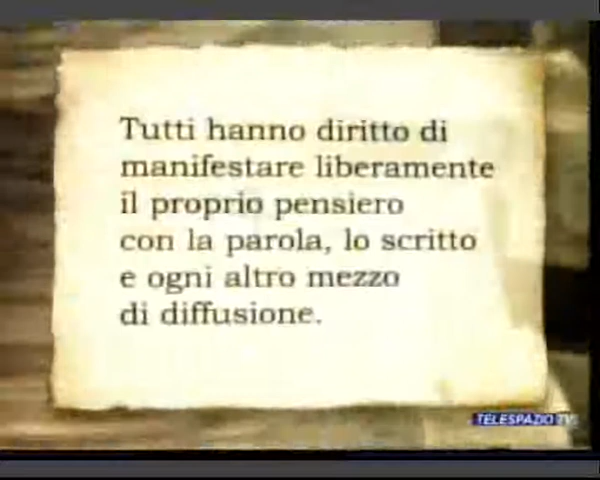 Tutti hanno diritto di
manifestare liberamente
il proprio pensiero
con la parola, lo scritto
e ogni altro mezzo
di diffusione.
TELESPAZIO TV